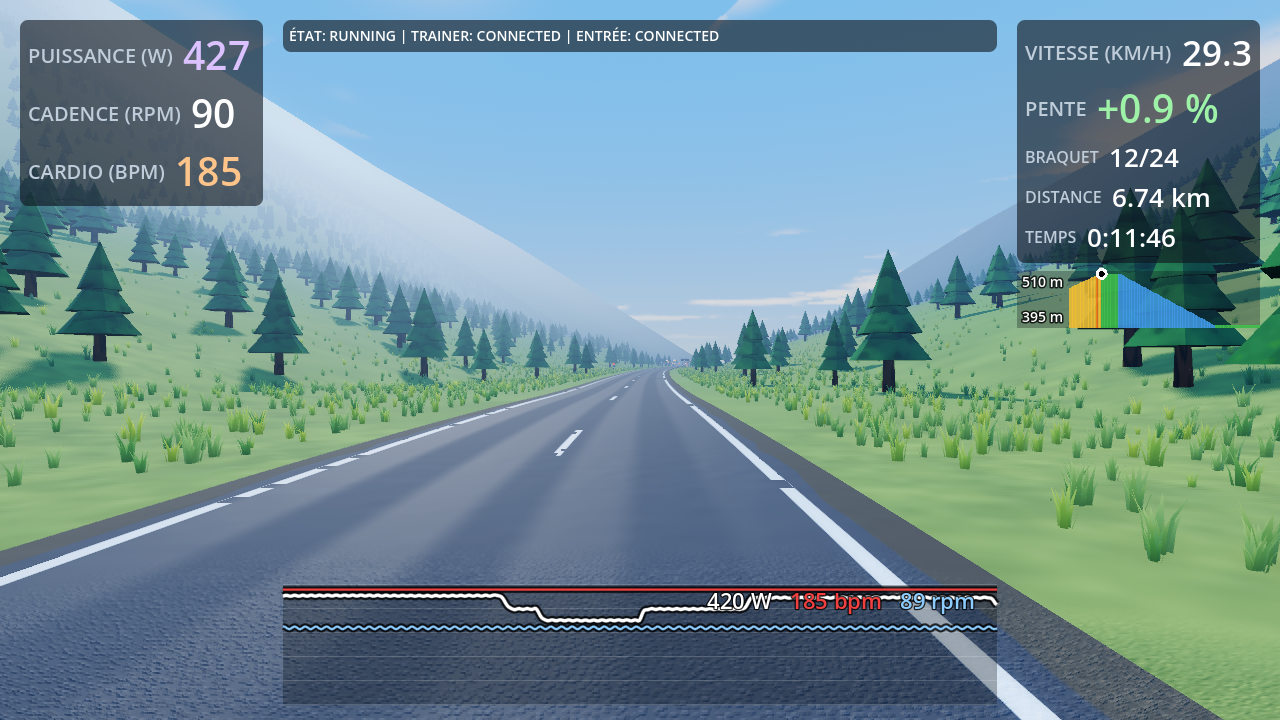 PUISSANCE (W) 427
CADENCE (RPM) 90
CARDIO (BPM) 185
ÉTAT: RUNNING | TRAINER: CONNECTED | ENTRÉE: CONNECTED
VITESSE (KM/H) 29.3
PENTE +0.9 %
BRAQUET 12/24
DISTANCE 6.74 km
TEMPS 0:11:46
510 m
395 m
420 W 185 bpm 89 rpm